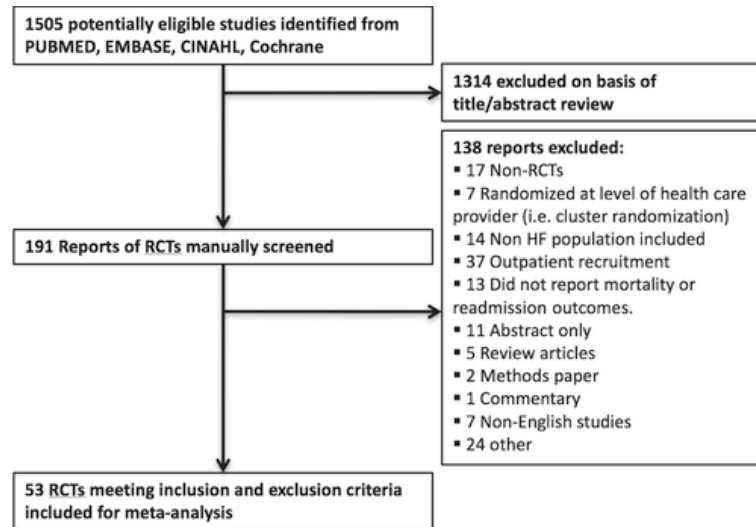 1505 potentially eligible studies identified from
PUBMED, EMBASE, CINAHL, Cochrane
1314 excluded on basis of
title/abstract review
138 reports excluded:
▪ 17 Non-RCTs
▪ 7 Randomized at level of health care
provider (i.e. cluster randomization)
▪ 14 Non HF population included
▪ 37 Outpatient recruitment
▪ 13 Did not report mortality or
readmission outcomes.
▪ 11 Abstract only
▪ 5 Review articles
▪ 2 Methods paper
▪ 1 Commentary
▪ 7 Non-English studies
▪ 24 other
191 Reports of RCTs manually screened
53 RCTs meeting inclusion and exclusion criteria
included for meta-analysis